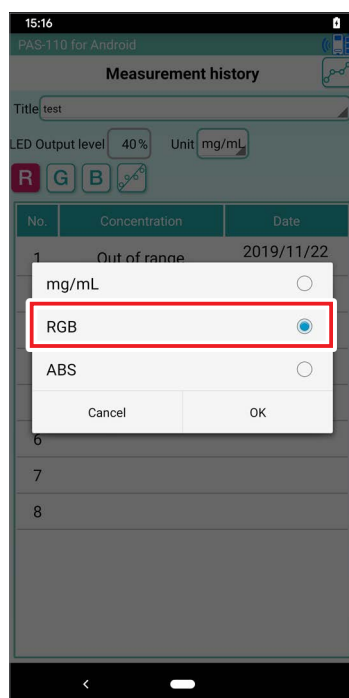 15:16
PAS-110 for Android
Measurement history
Title test
LED Output level 40% Unit mg/mL
R G B
No. Concentration Date
1 Out of range 2019/11/22
mg/mL
RGB
ABS
Cancel OK
6
7
8